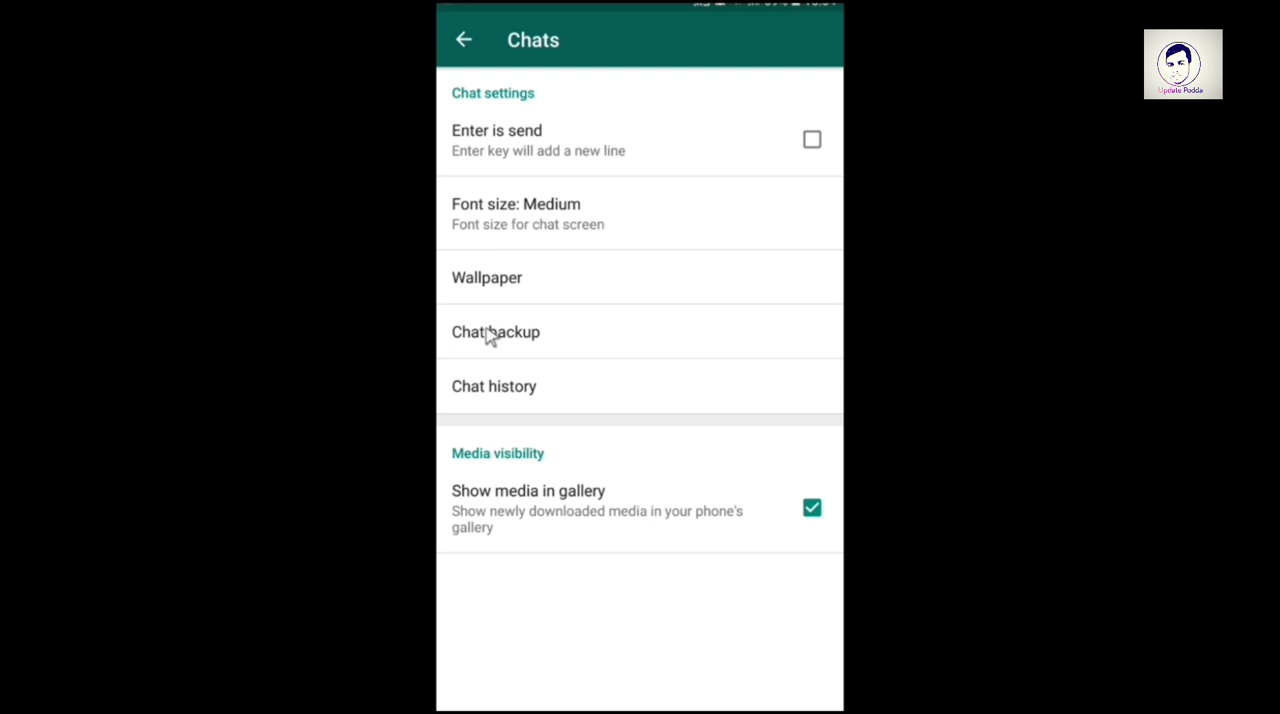 Chats
Update Podda
Chat settings
Enter is send
Enter key will add a new line
Font size: Medium
Font size for chat screen
Wallpaper
Chat backup
Chat history
Media visibility
Show media in gallery
Show newly downloaded media in your phone's
gallery